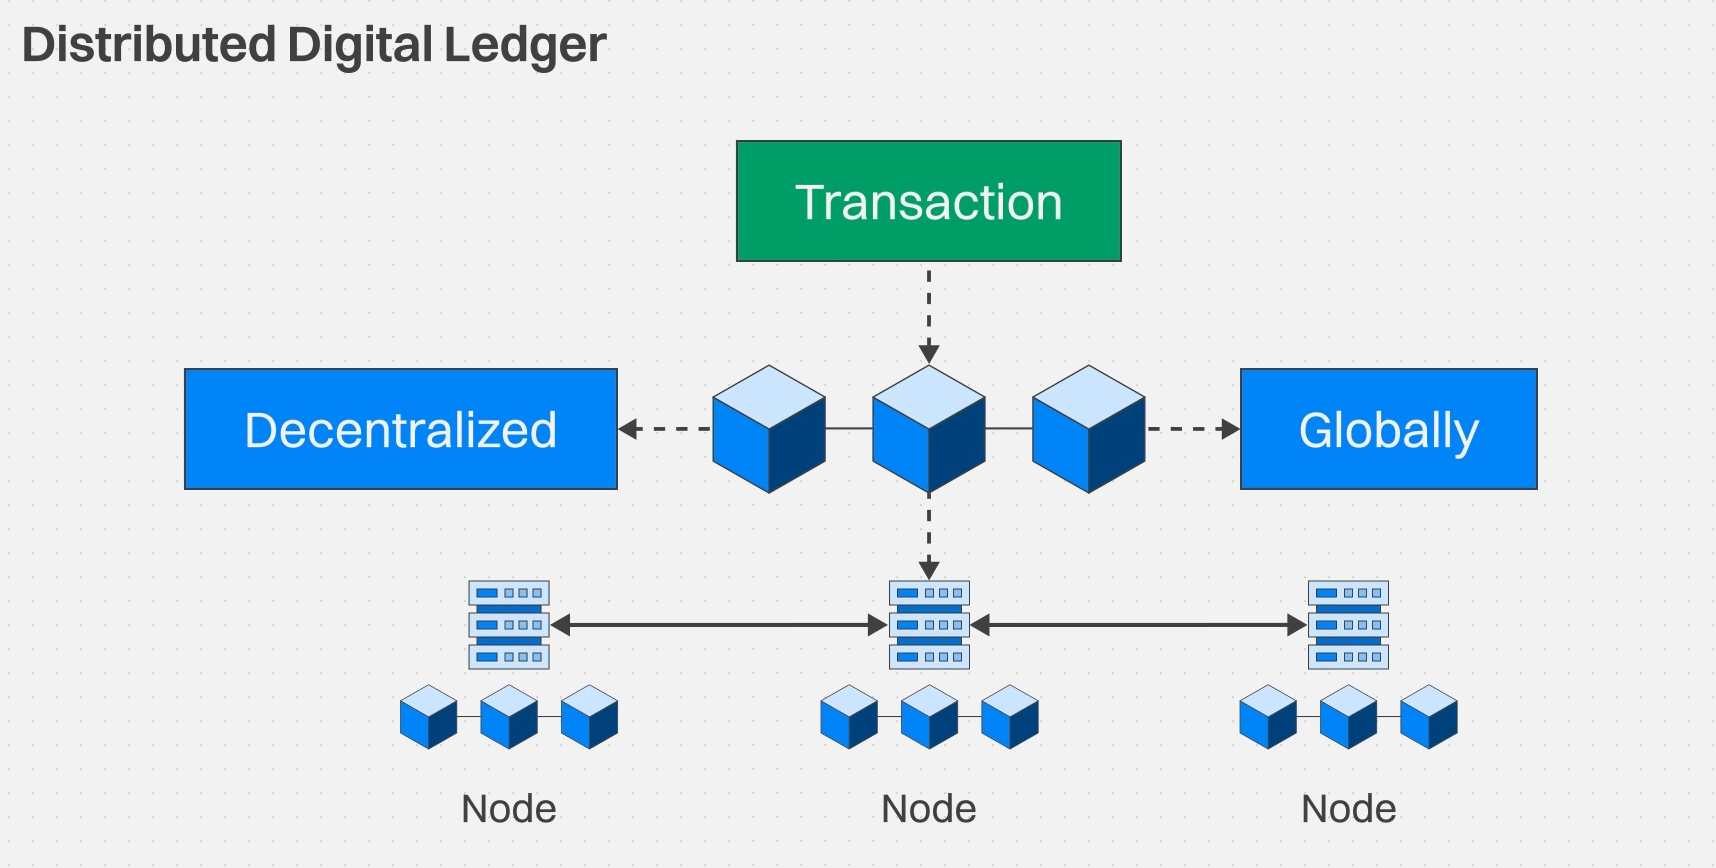 Distributed Digital Ledger
Transaction
Decentralized
Globally
Node
Node
Node